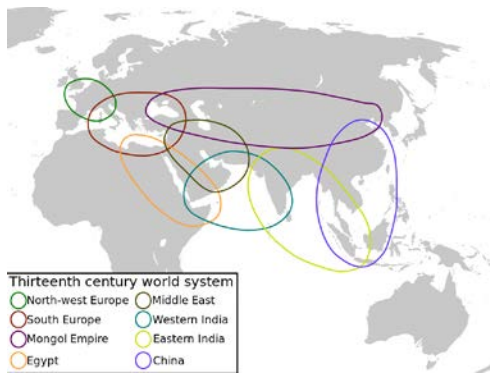 Thirteenth century world system
North-west Europe Middle East
South Europe Western India
Mongol Empire Eastern India
Egypt China